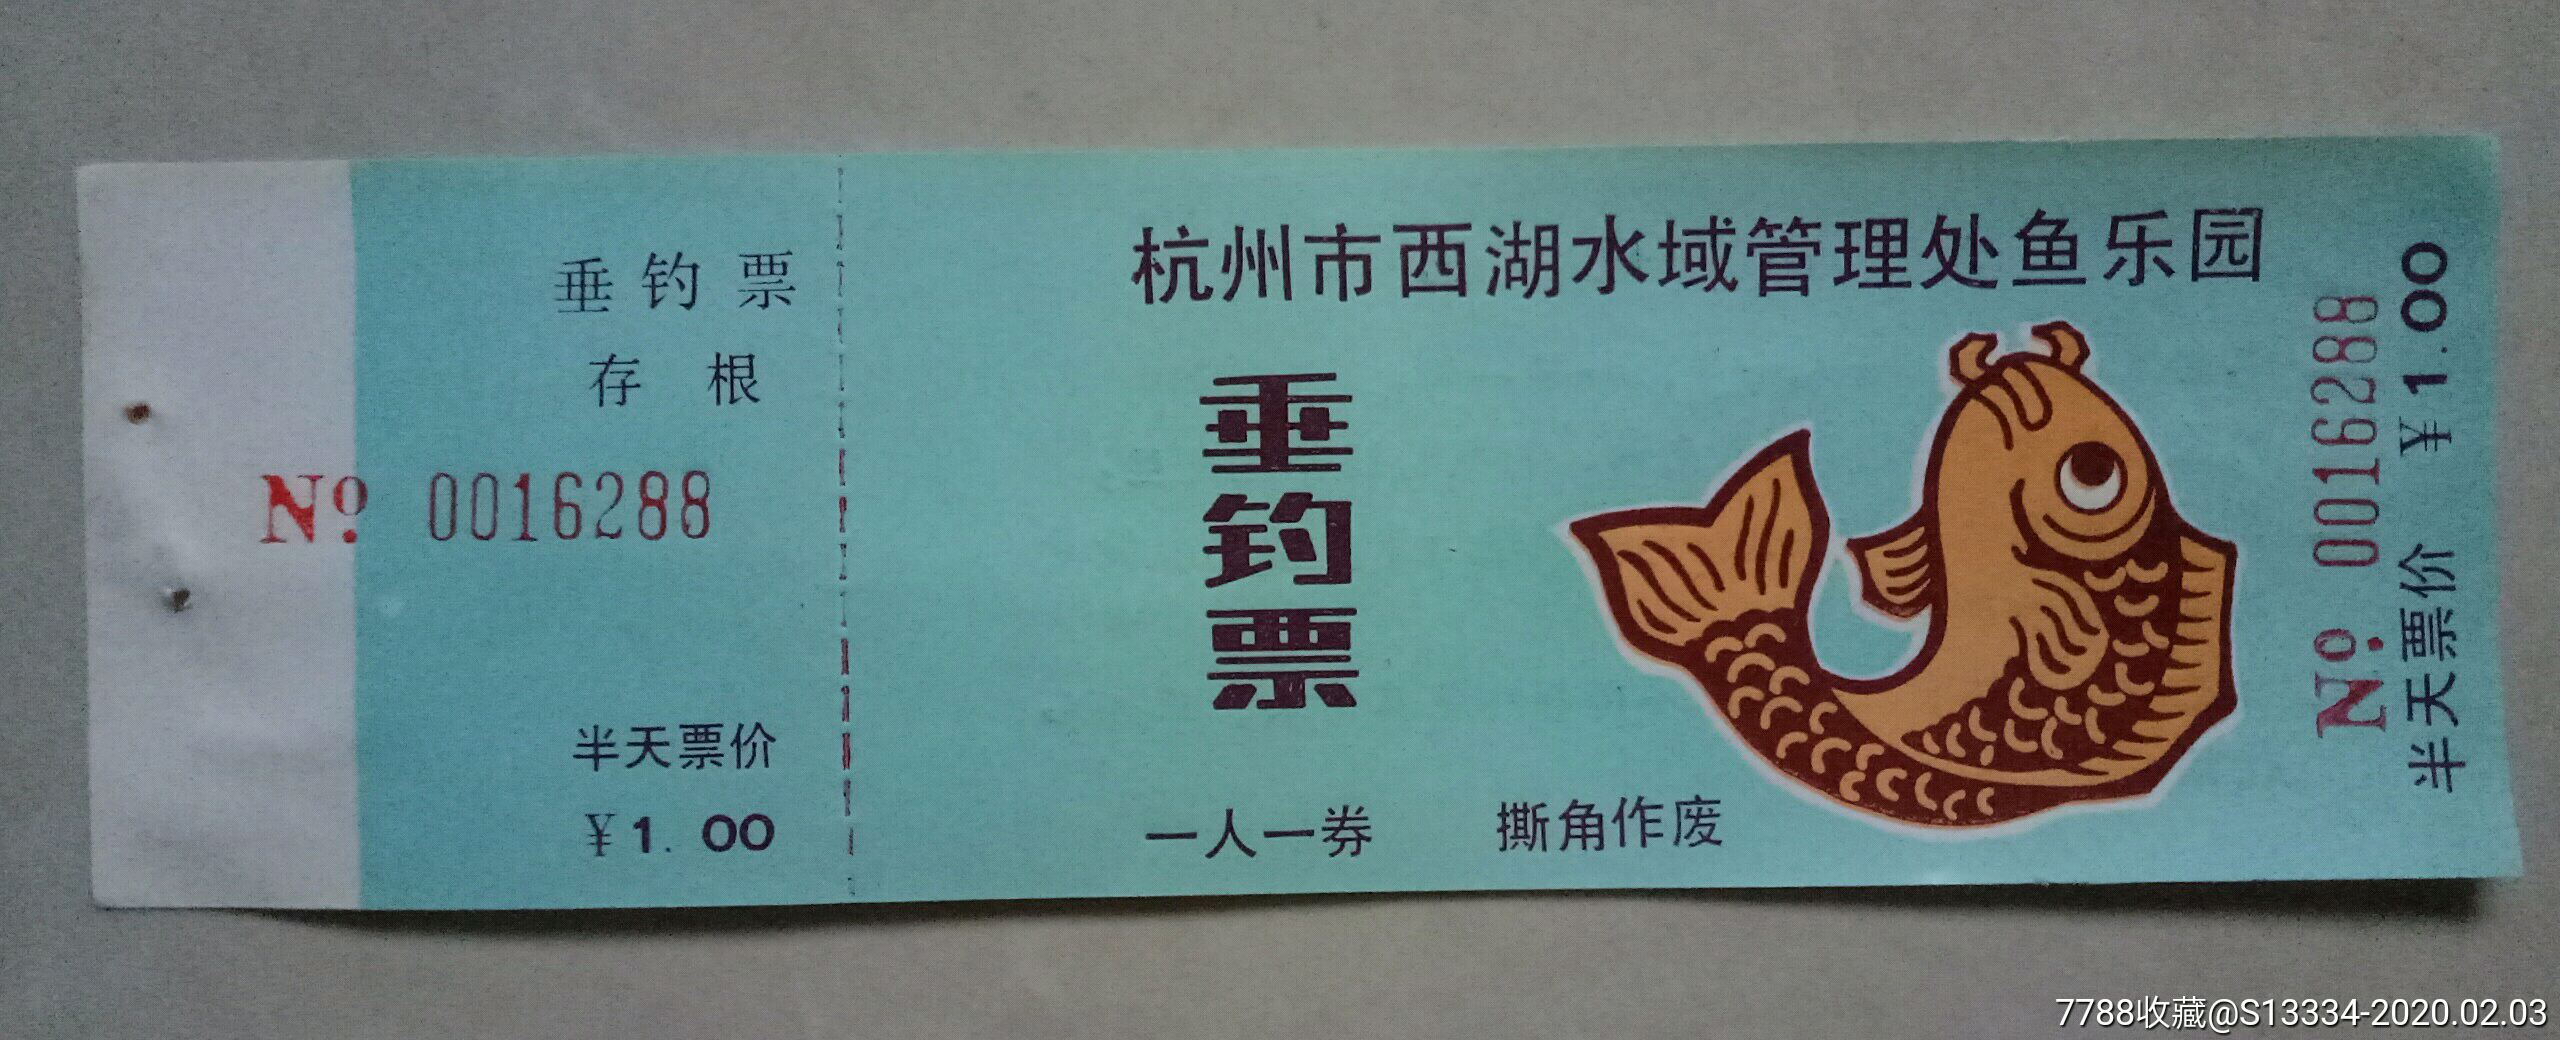 垂钓票
存根
No 0016288
半天票价
¥1.00
杭州市西湖水域管理处鱼乐园
垂钓票
一人一券 撕角作废
No 0016288
半天票价 ¥1.00
7788收藏@S13334-2020.02.03